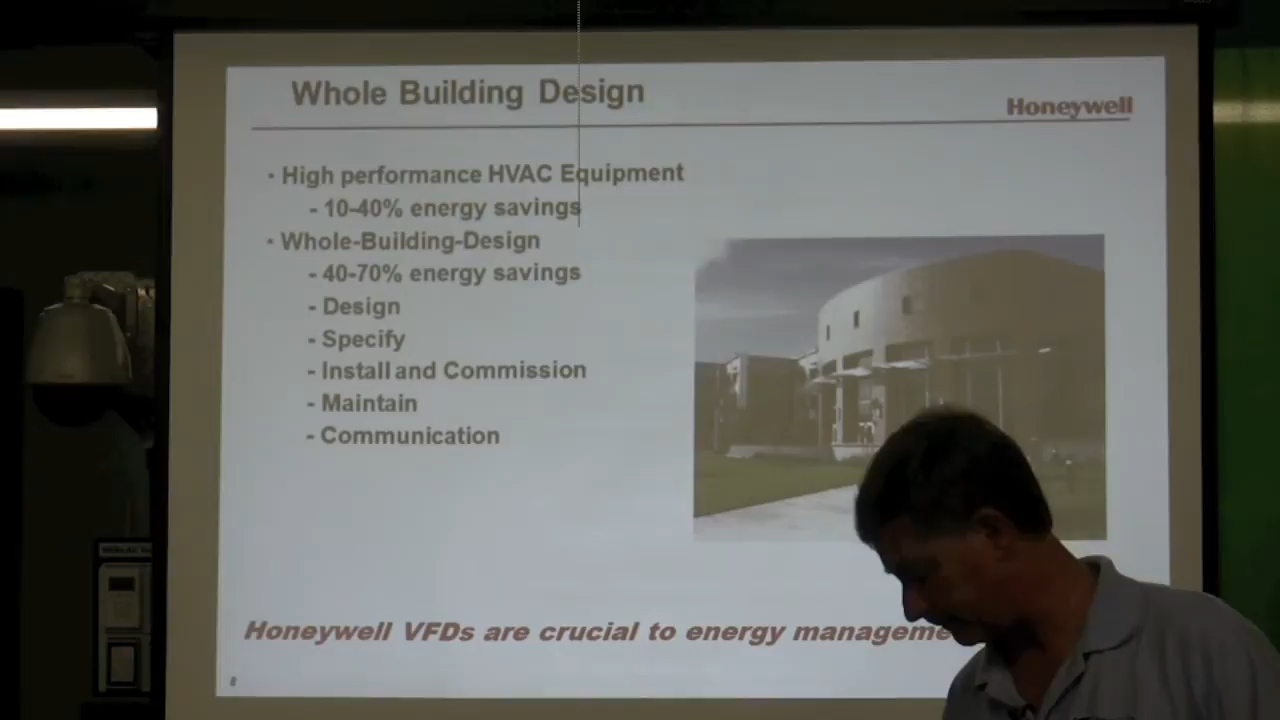 Whole Building Design
Honeywell
· High performance HVAC Equipment
- 10-40% energy savings
· Whole-Building-Design
- 40-70% energy savings
- Design
- Specify
- Install and Commission
- Maintain
- Communication
Honeywell VFDs are crucial to energy manageme
8